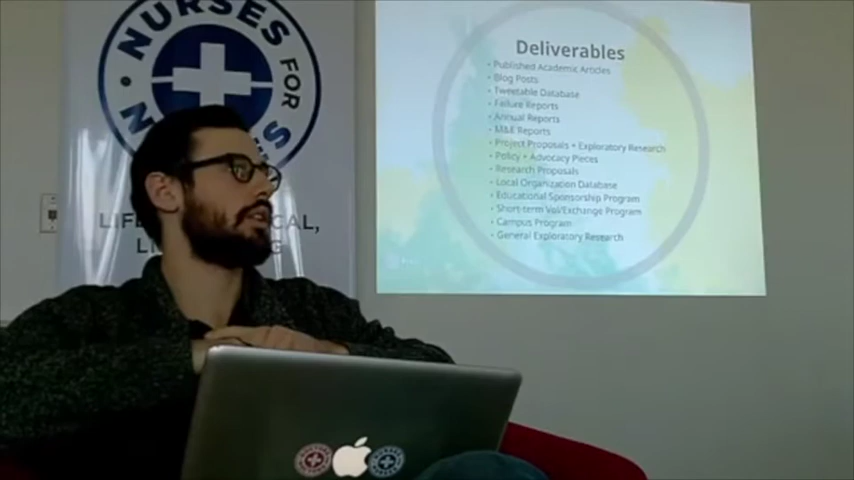 NURSES FOR
N
S
LIFE
CAL,
LI
G
Deliverables
• Published Academic Articles
• Blog Posts
• Tweetable Database
• Failure Reports
• Annual Reports
• M&E Reports
• Project Proposals + Exploratory Research
• Policy + Advocacy Pieces
• Research Proposals
• Local Organization Database
• Educational Sponsorship Program
• Short-term Vol/Exchange Program
• Campus Program
• General Exploratory Research